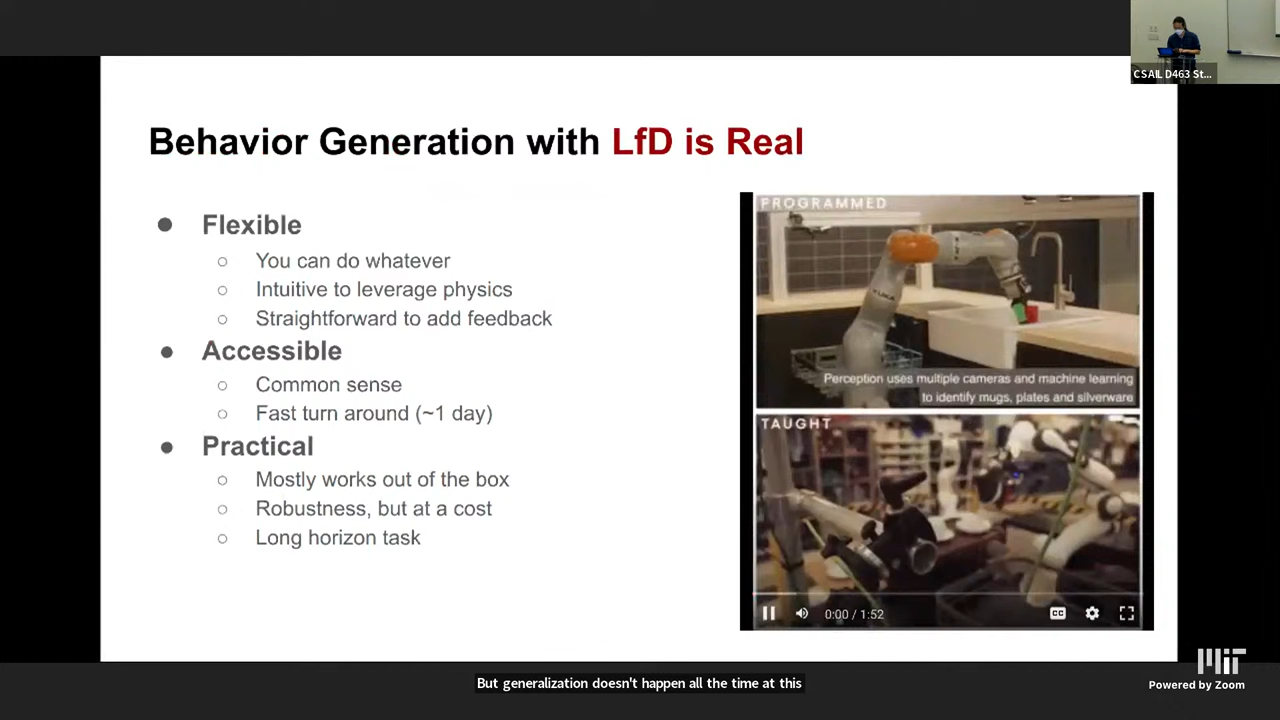 CSAIL D463 St...
Behavior Generation with LfD is Real
● Flexible
○ You can do whatever
○ Intuitive to leverage physics
○ Straightforward to add feedback
● Accessible
○ Common sense
○ Fast turn around (~1 day)
● Practical
○ Mostly works out of the box
○ Robustness, but at a cost
○ Long horizon task
PROGRAMMED
KUKA
Perception uses multiple cameras and machine learning
to identify mugs, plates and silverware
TAUGHT
0:00 / 1:52
CC
But generalization doesn't happen all the time at this
MIT
Powered by Zoom